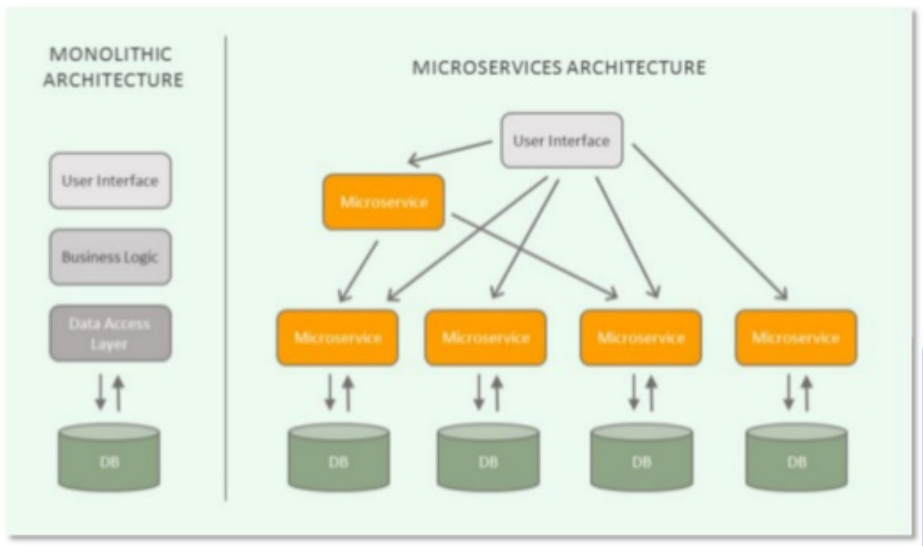 MONOLITHIC
ARCHITECTURE
User Interface
Business Logic
Data Access
Layer
DB
MICROSERVICES ARCHITECTURE
User Interface
Microservice
Microservice
Microservice
Microservice
Microservice
DB
DB
DB
DB